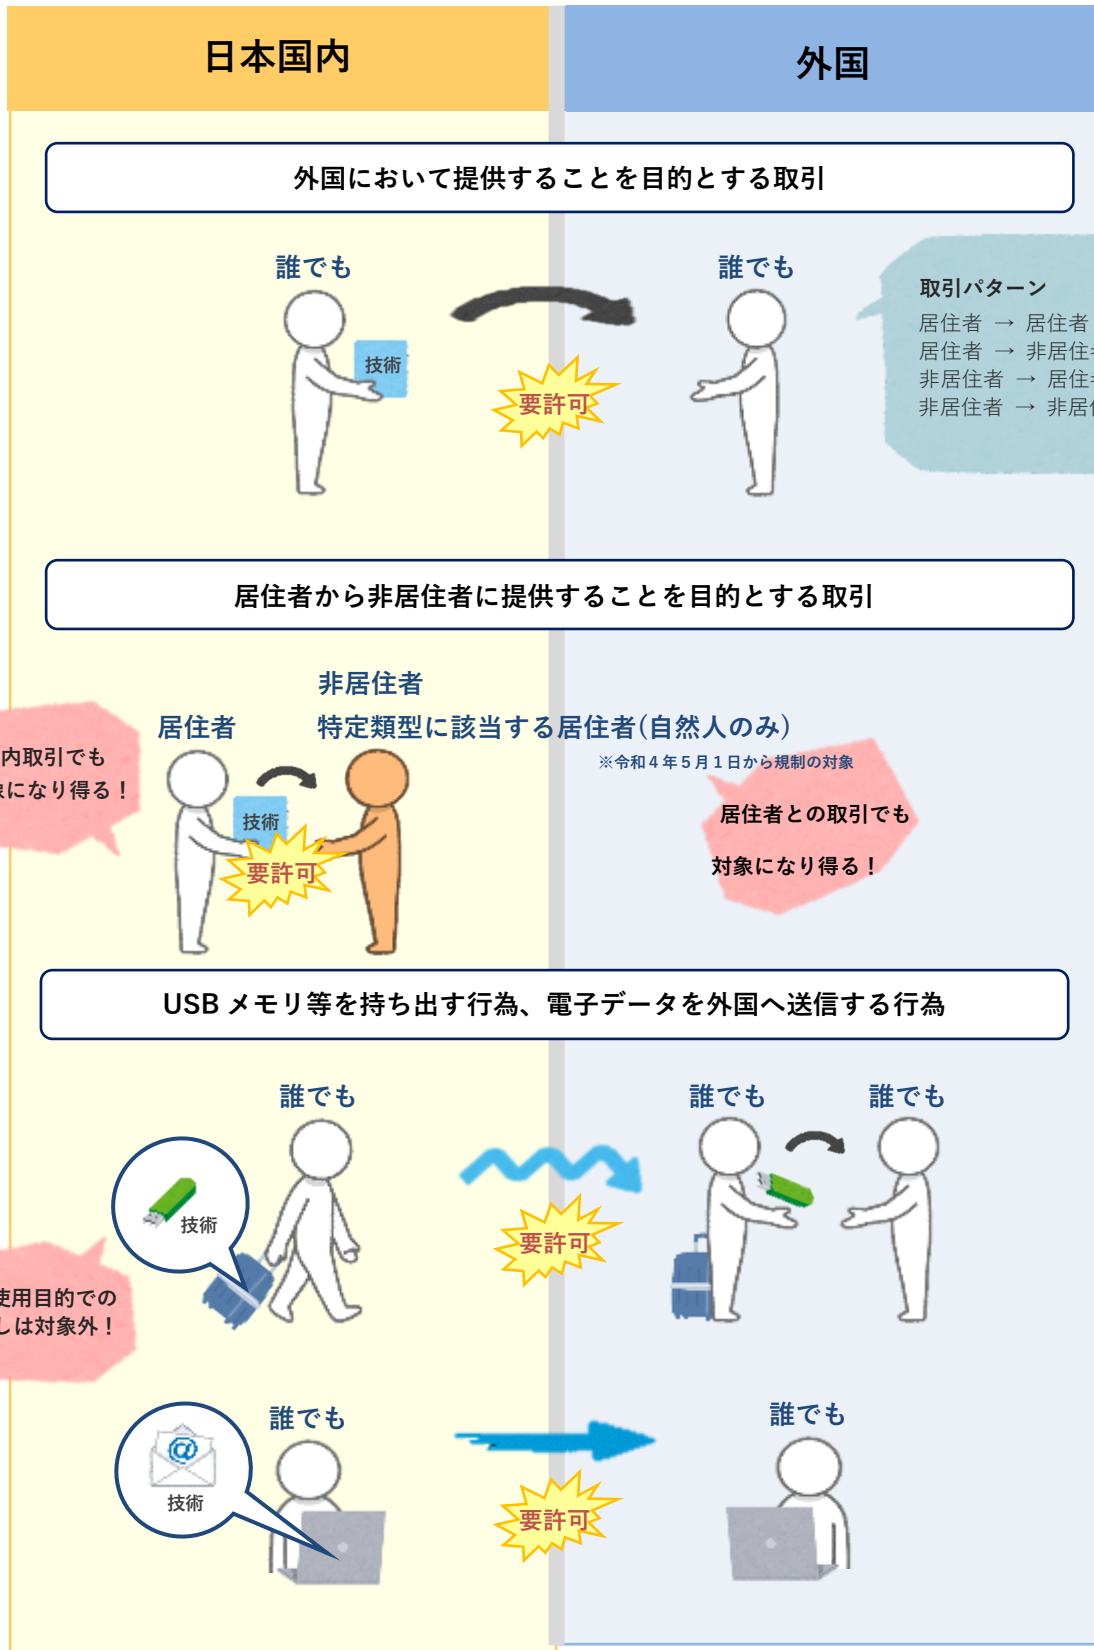 日本国内
外国
外国において提供することを目的とする取引
誰でも
誰でも
技術
要許可
取引パターン
居住者 → 居住者
居住者 → 非居住
非居住者 → 居住
非居住者 → 非居
居住者から非居住者に提供することを目的とする取引
非居住者
居住者
特定類型に該当する居住者(自然人のみ)
※令和4年5月1日から規制の対象
内取引でも
になり得る！
技術
要許可
居住者との取引でも
対象になり得る！
USB メモリ等を持ち出す行為、電子データを外国へ送信する行為
誰でも
誰でも
誰でも
技術
要許可
使用目的での
しは対象外！
誰でも
誰でも
技術
要許可